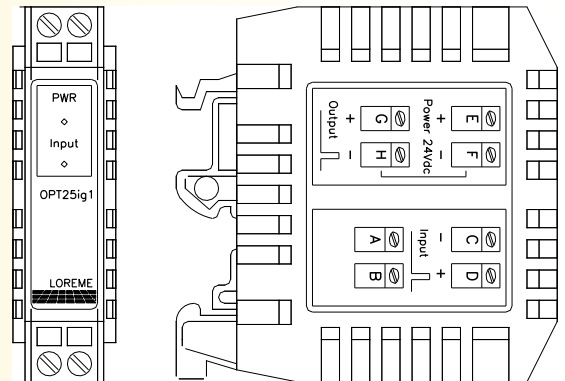 PWR
Input
OPT25ig1
LOREME
Output
+ G
- H
Power 24Vdc
+ E
- F
A
B
Input
- C
+ D